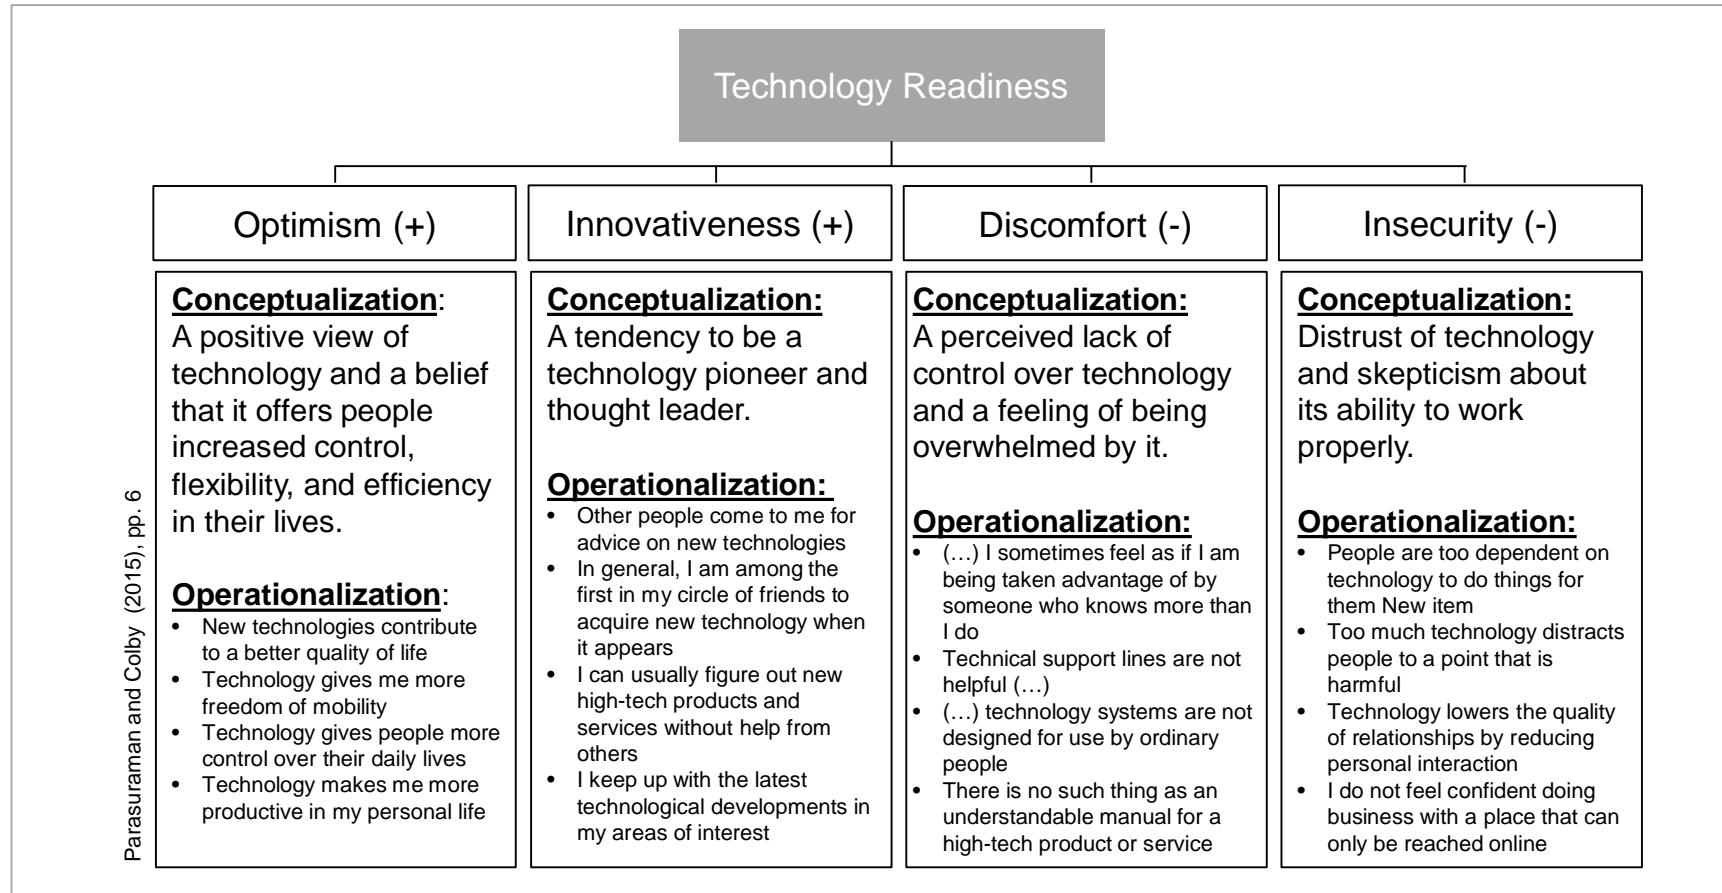 Technology Readiness
Optimism (+)
Conceptualization:
A positive view of
technology and a belief
that it offers people
increased control,
flexibility, and efficiency
in their lives.
Operationalization:
• New technologies contribute
to a better quality of life
• Technology gives me more
freedom of mobility
• Technology gives people more
control over their daily lives
• Technology makes me more
productive in my personal life
Innovativeness (+)
Conceptualization:
A tendency to be a
technology pioneer and
thought leader.
Operationalization:
• Other people come to me for
advice on new technologies
• In general, I am among the
first in my circle of friends to
acquire new technology when
it appears
• I can usually figure out new
high-tech products and
services without help from
others
• I keep up with the latest
technological developments in
my areas of interest
Discomfort (-)
Conceptualization:
A perceived lack of
control over technology
and a feeling of being
overwhelmed by it.
Operationalization:
• (…) I sometimes feel as if I am
being taken advantage of by
someone who knows more than
I do
• Technical support lines are not
helpful (…)
• (…) technology systems are not
designed for use by ordinary
people
• There is no such thing as an
understandable manual for a
high-tech product or service
Insecurity (-)
Conceptualization:
Distrust of technology
and skepticism about
its ability to work
properly.
Operationalization:
• People are too dependent on
technology to do things for
them New item
• Too much technology distracts
people to a point that is
harmful
• Technology lowers the quality
of relationships by reducing
personal interaction
• I do not feel confident doing
business with a place that can
only be reached online
Parasuraman and Colby (2015), pp. 6